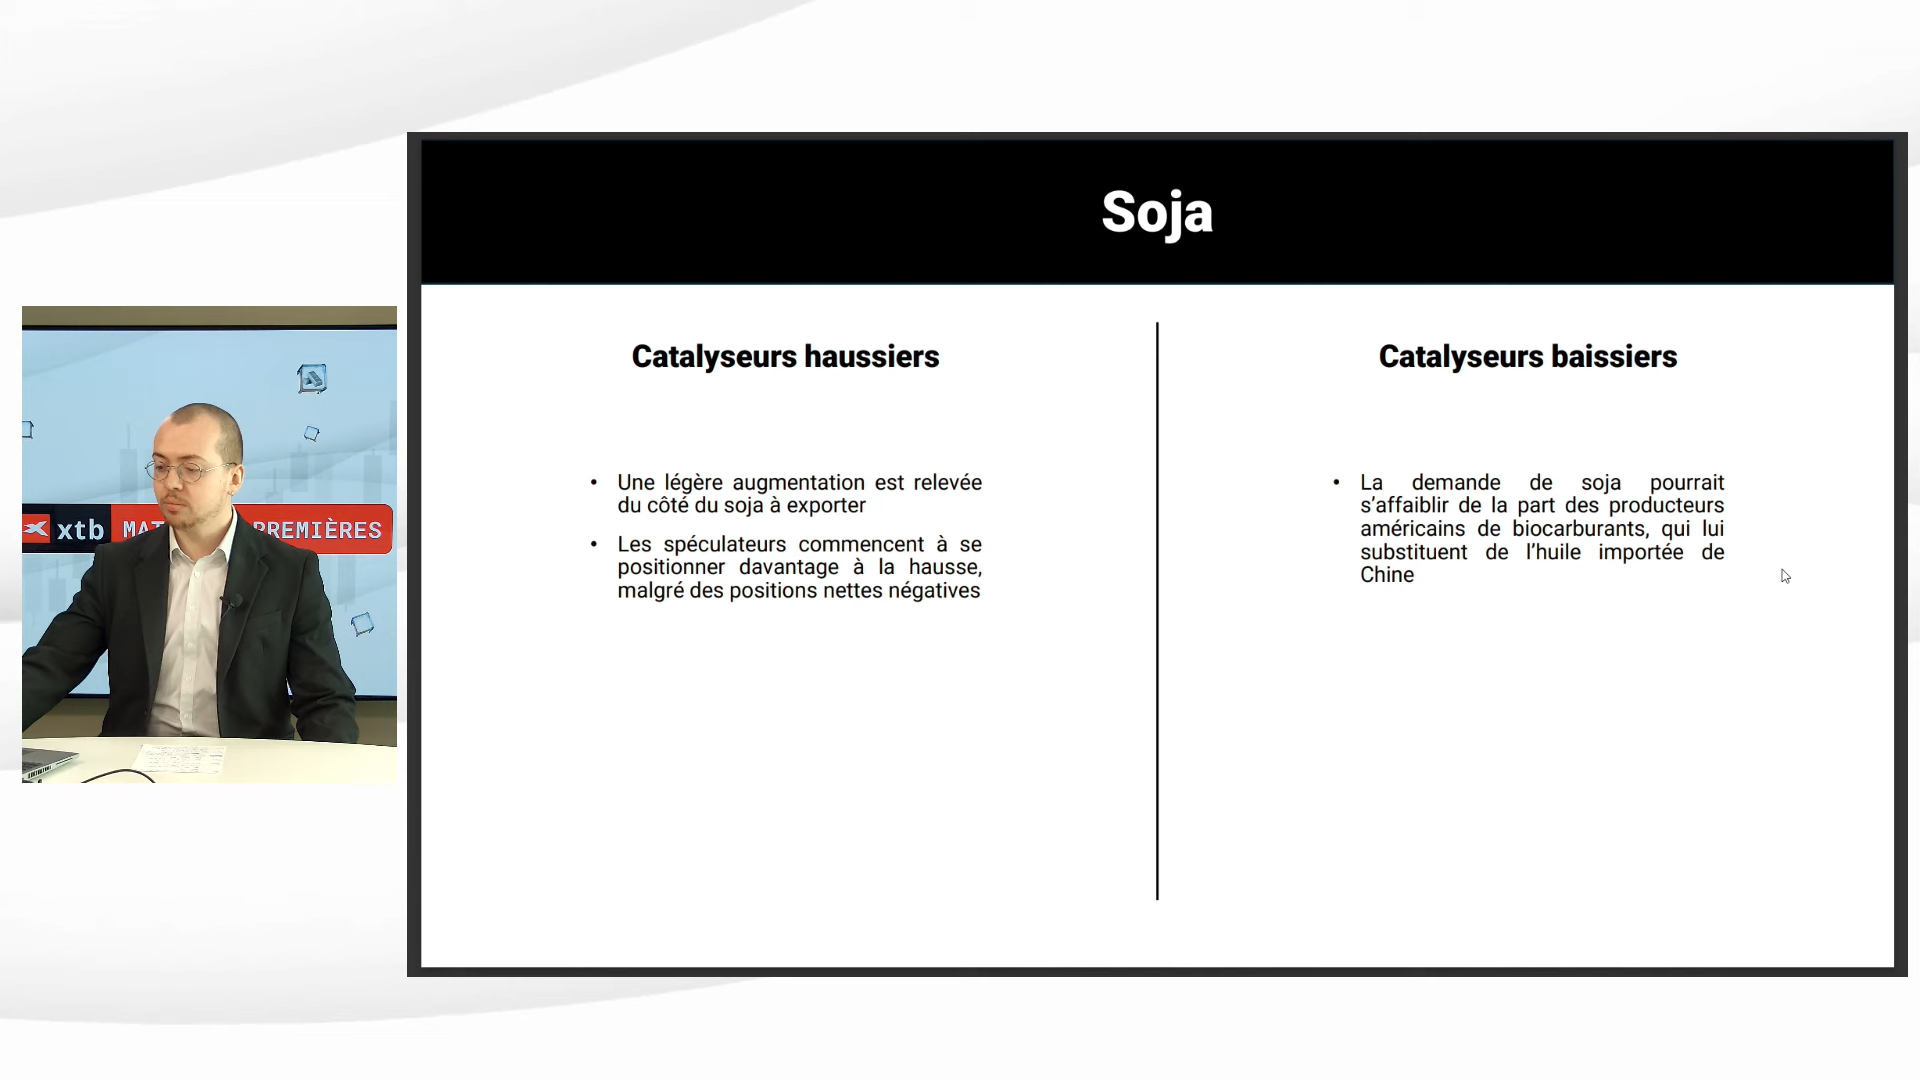 Soja
Catalyseurs haussiers
Catalyseurs baissiers
• Une légère augmentation est relevée
du côté du soja à exporter
• Les spéculateurs commencent à se
positionner davantage à la hausse,
malgré des positions nettes négatives
• La demande de soja pourrait
s’affaiblir de la part des producteurs
américains de biocarburants, qui lui
substituent de l’huile importée de
Chine
xtb MAT PREMIÈRES